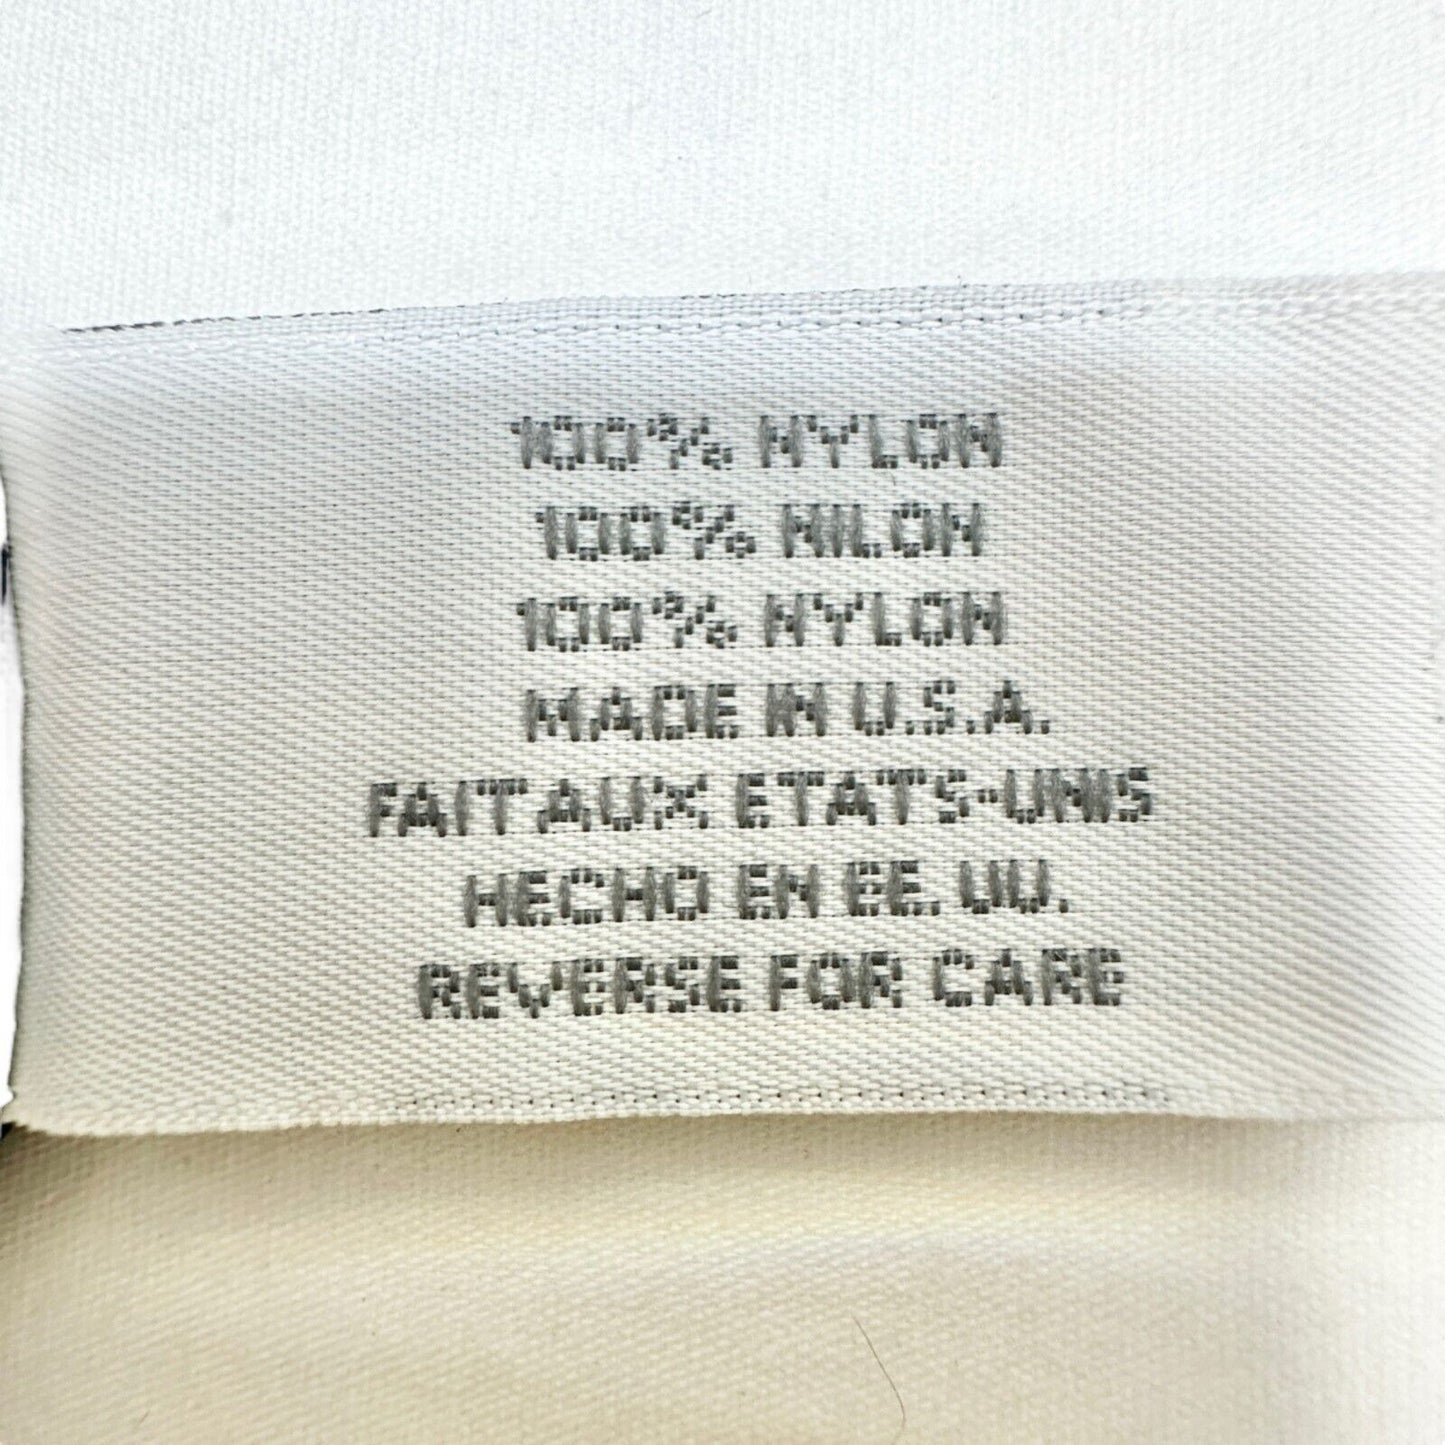 100% NYLON
100% NILON
100% NYLON
MADE IN U.S.A.
FAIT AUX ETATS-UNIS
HECHO EN EE. UU.
REVERSE FOR CARE